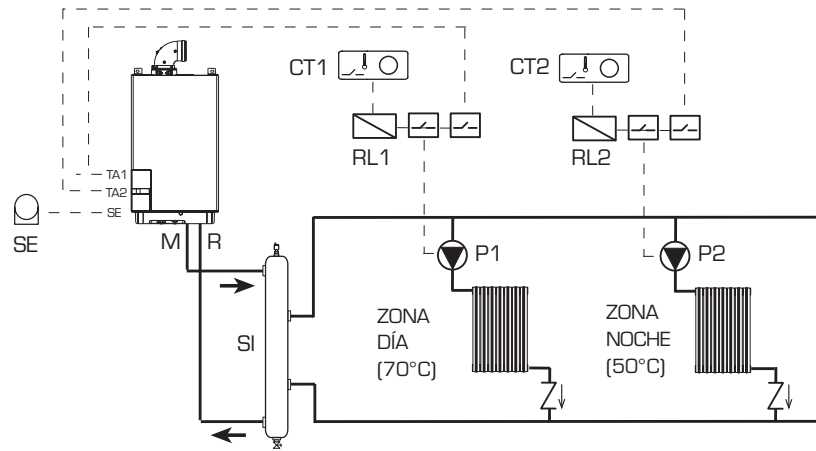 CT1
CT2
RL1
RL2
TA1
TA2
SE
SE
M
R
P1
P2
SI
ZONA
DÍA
(70°C)
ZONA
NOCHE
(50°C)